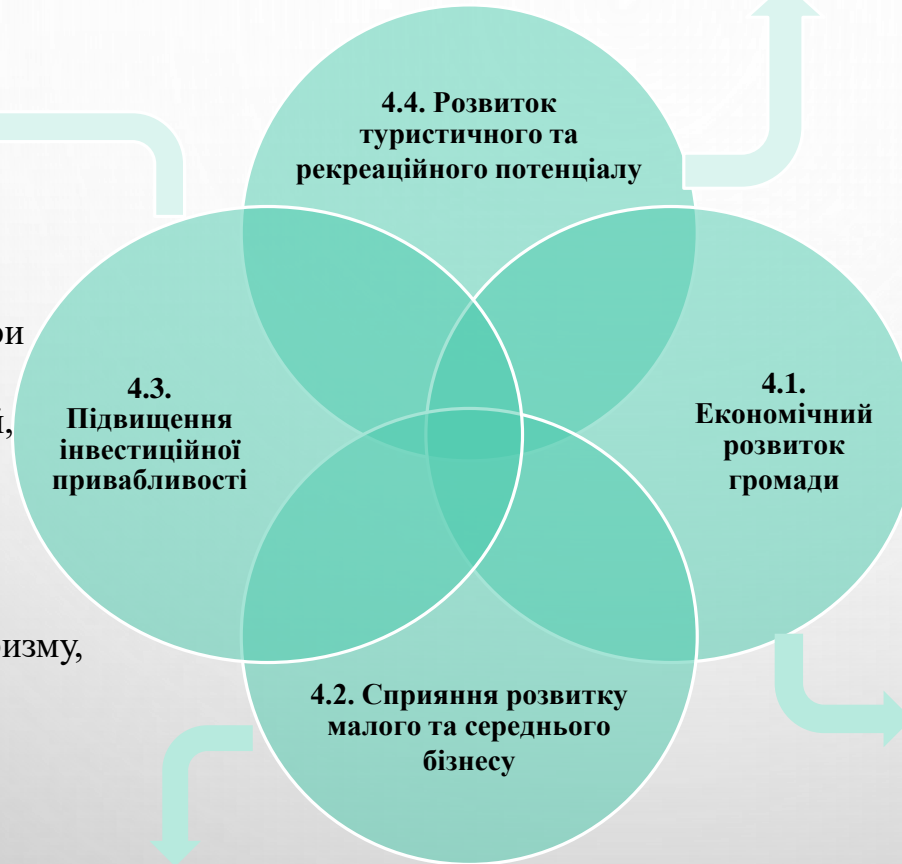 4.4. Розвиток
туристичного та
рекреаційного потенціалу
4.3.
Підвищення
інвестиційної
привабливості
4.1.
Економічний
розвиток
громади
4.2. Сприяння розвитку
малого та середнього
бізнесу